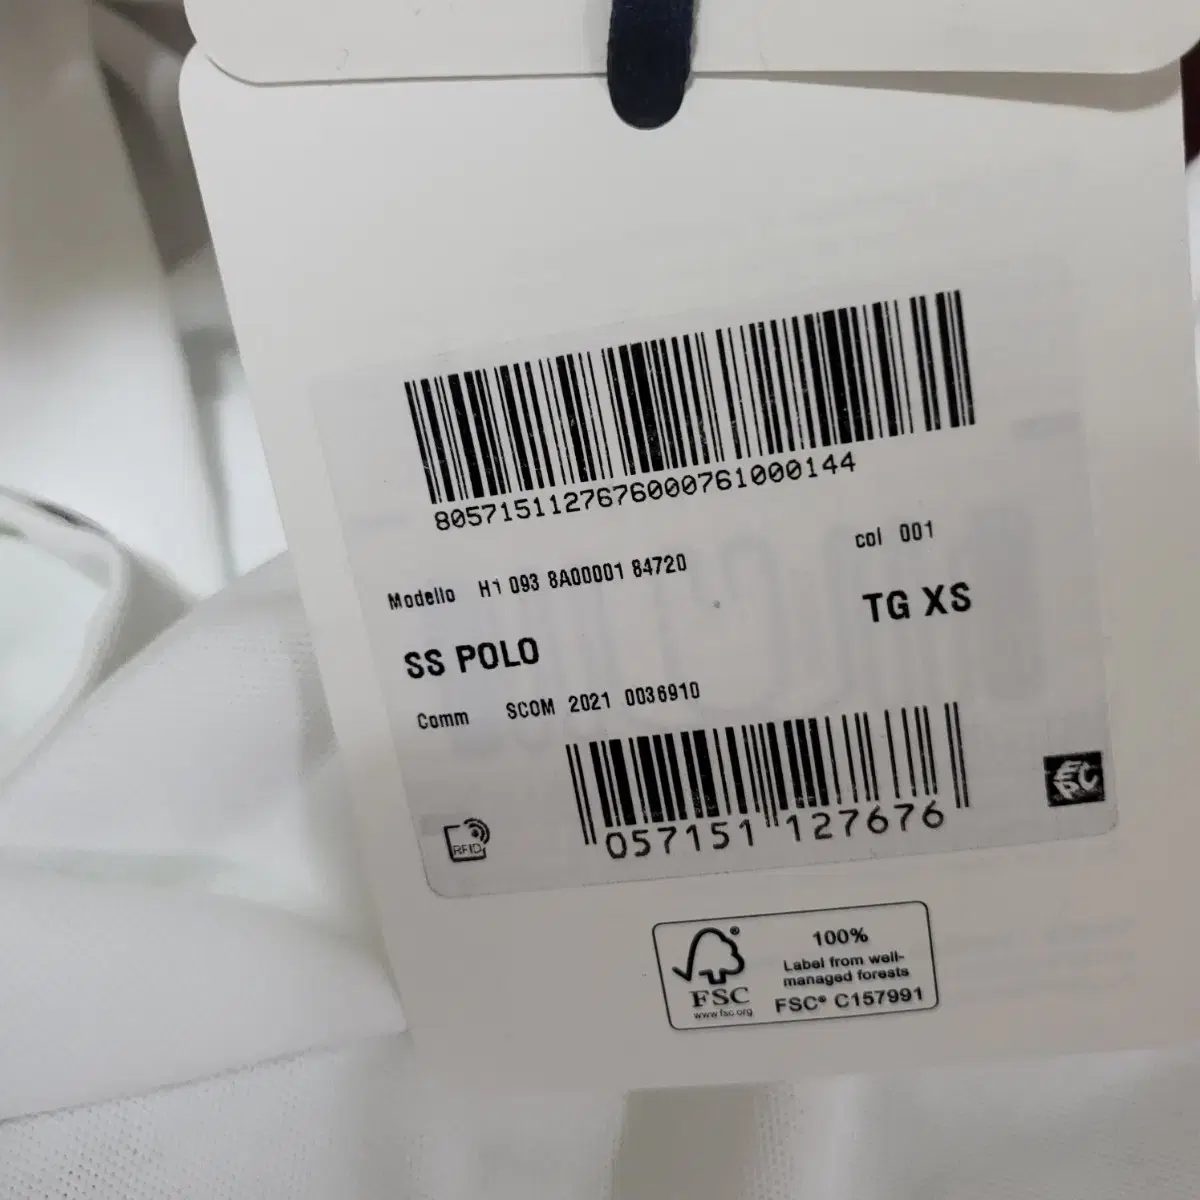 8057151127676000761000144
Modello H1 093 8A00001 84720 col 001
SS POLO TG XS
Comm SCOM 2021 0036910
RFID
057151 127676
EPC
FSC
www.fsc.org
100%
Label from well-
managed forests
FSC® C157991